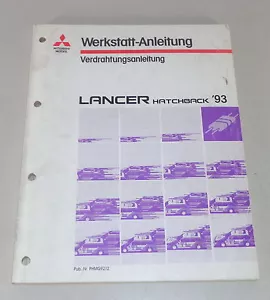 MITSUBISHI
MOTORS
Werkstatt-Anleitung
Verdrahtungsanleitung
LANCER HATCHBACK '93